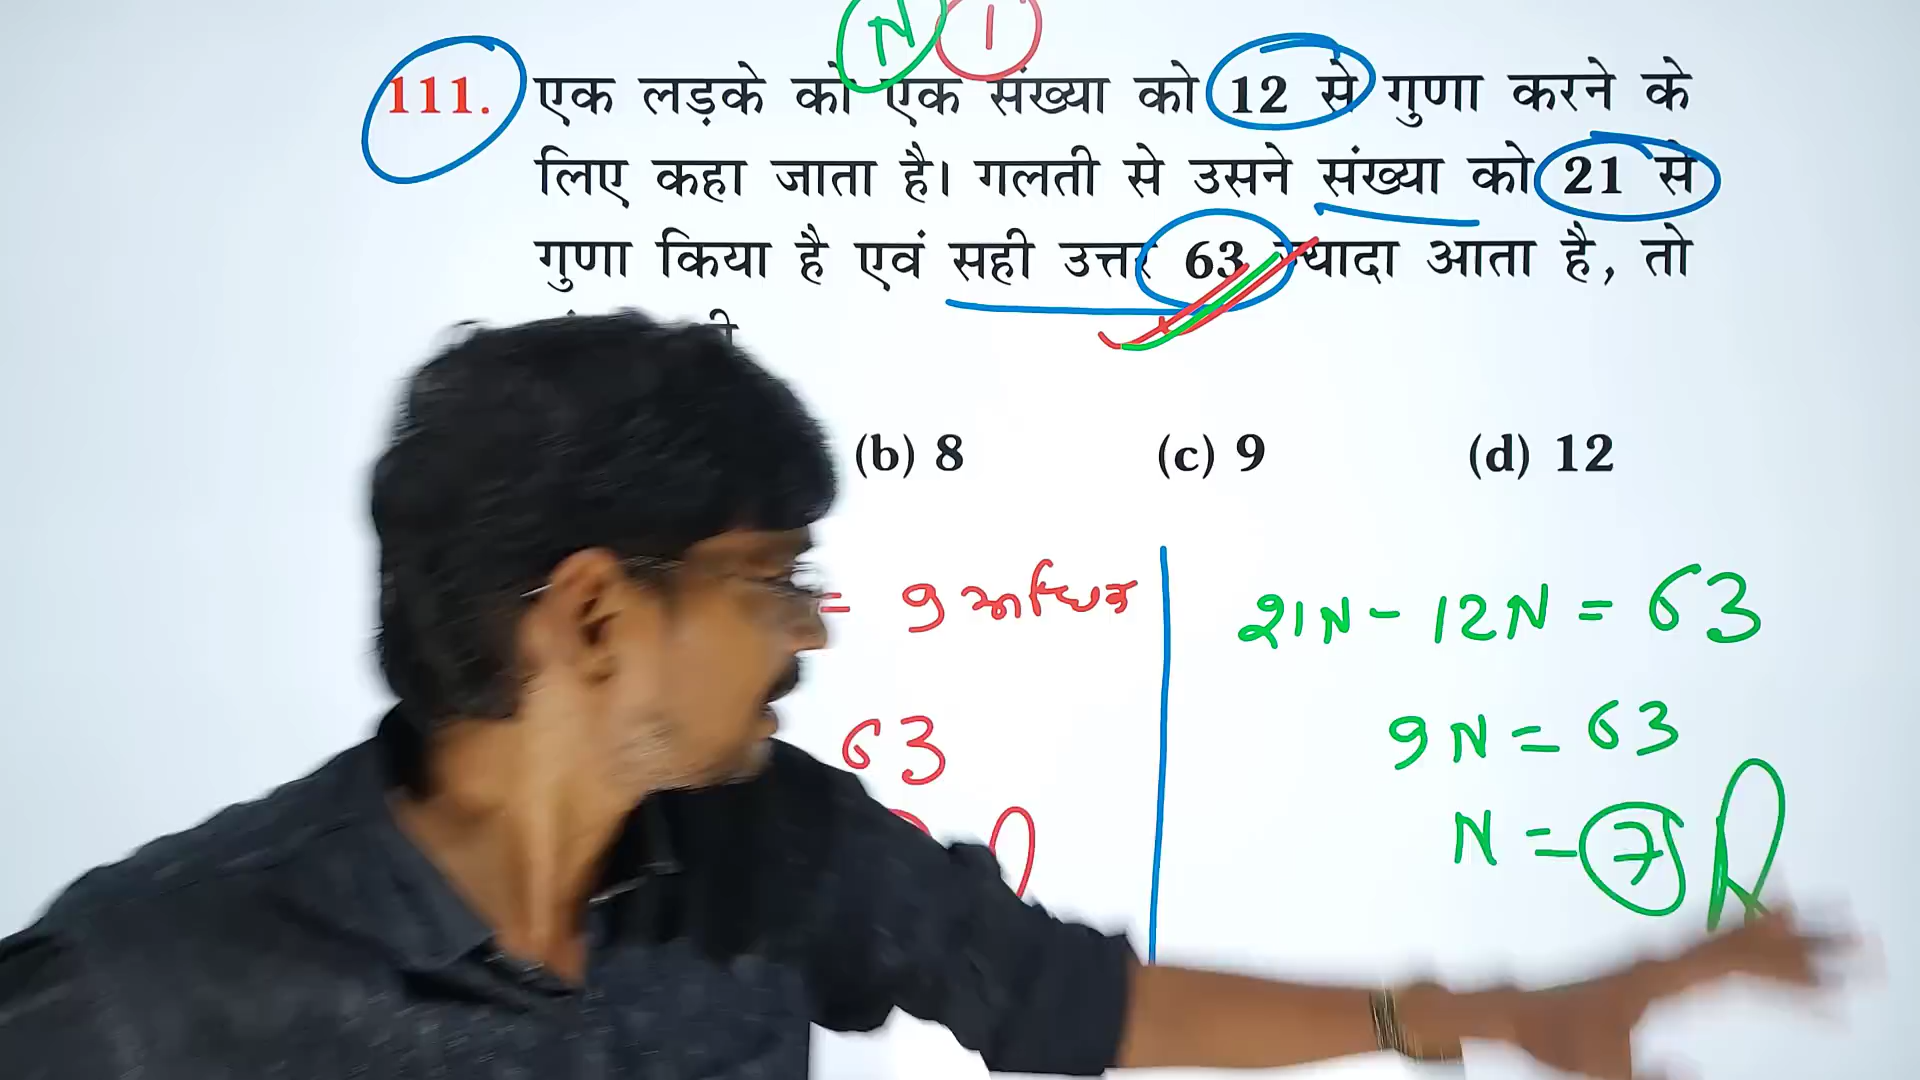 N 1
111. एक लड़के को एक संख्या को 12 से गुणा करने के
लिए कहा जाता है। गलती से उसने संख्या को 21 से
गुणा किया है एवं सही उत्तर 63 ज्यादा आता है, तो
(b) 8 (c) 9 (d) 12
= 9 अधिक
63
21N - 12N = 63
9N = 63
N = 7